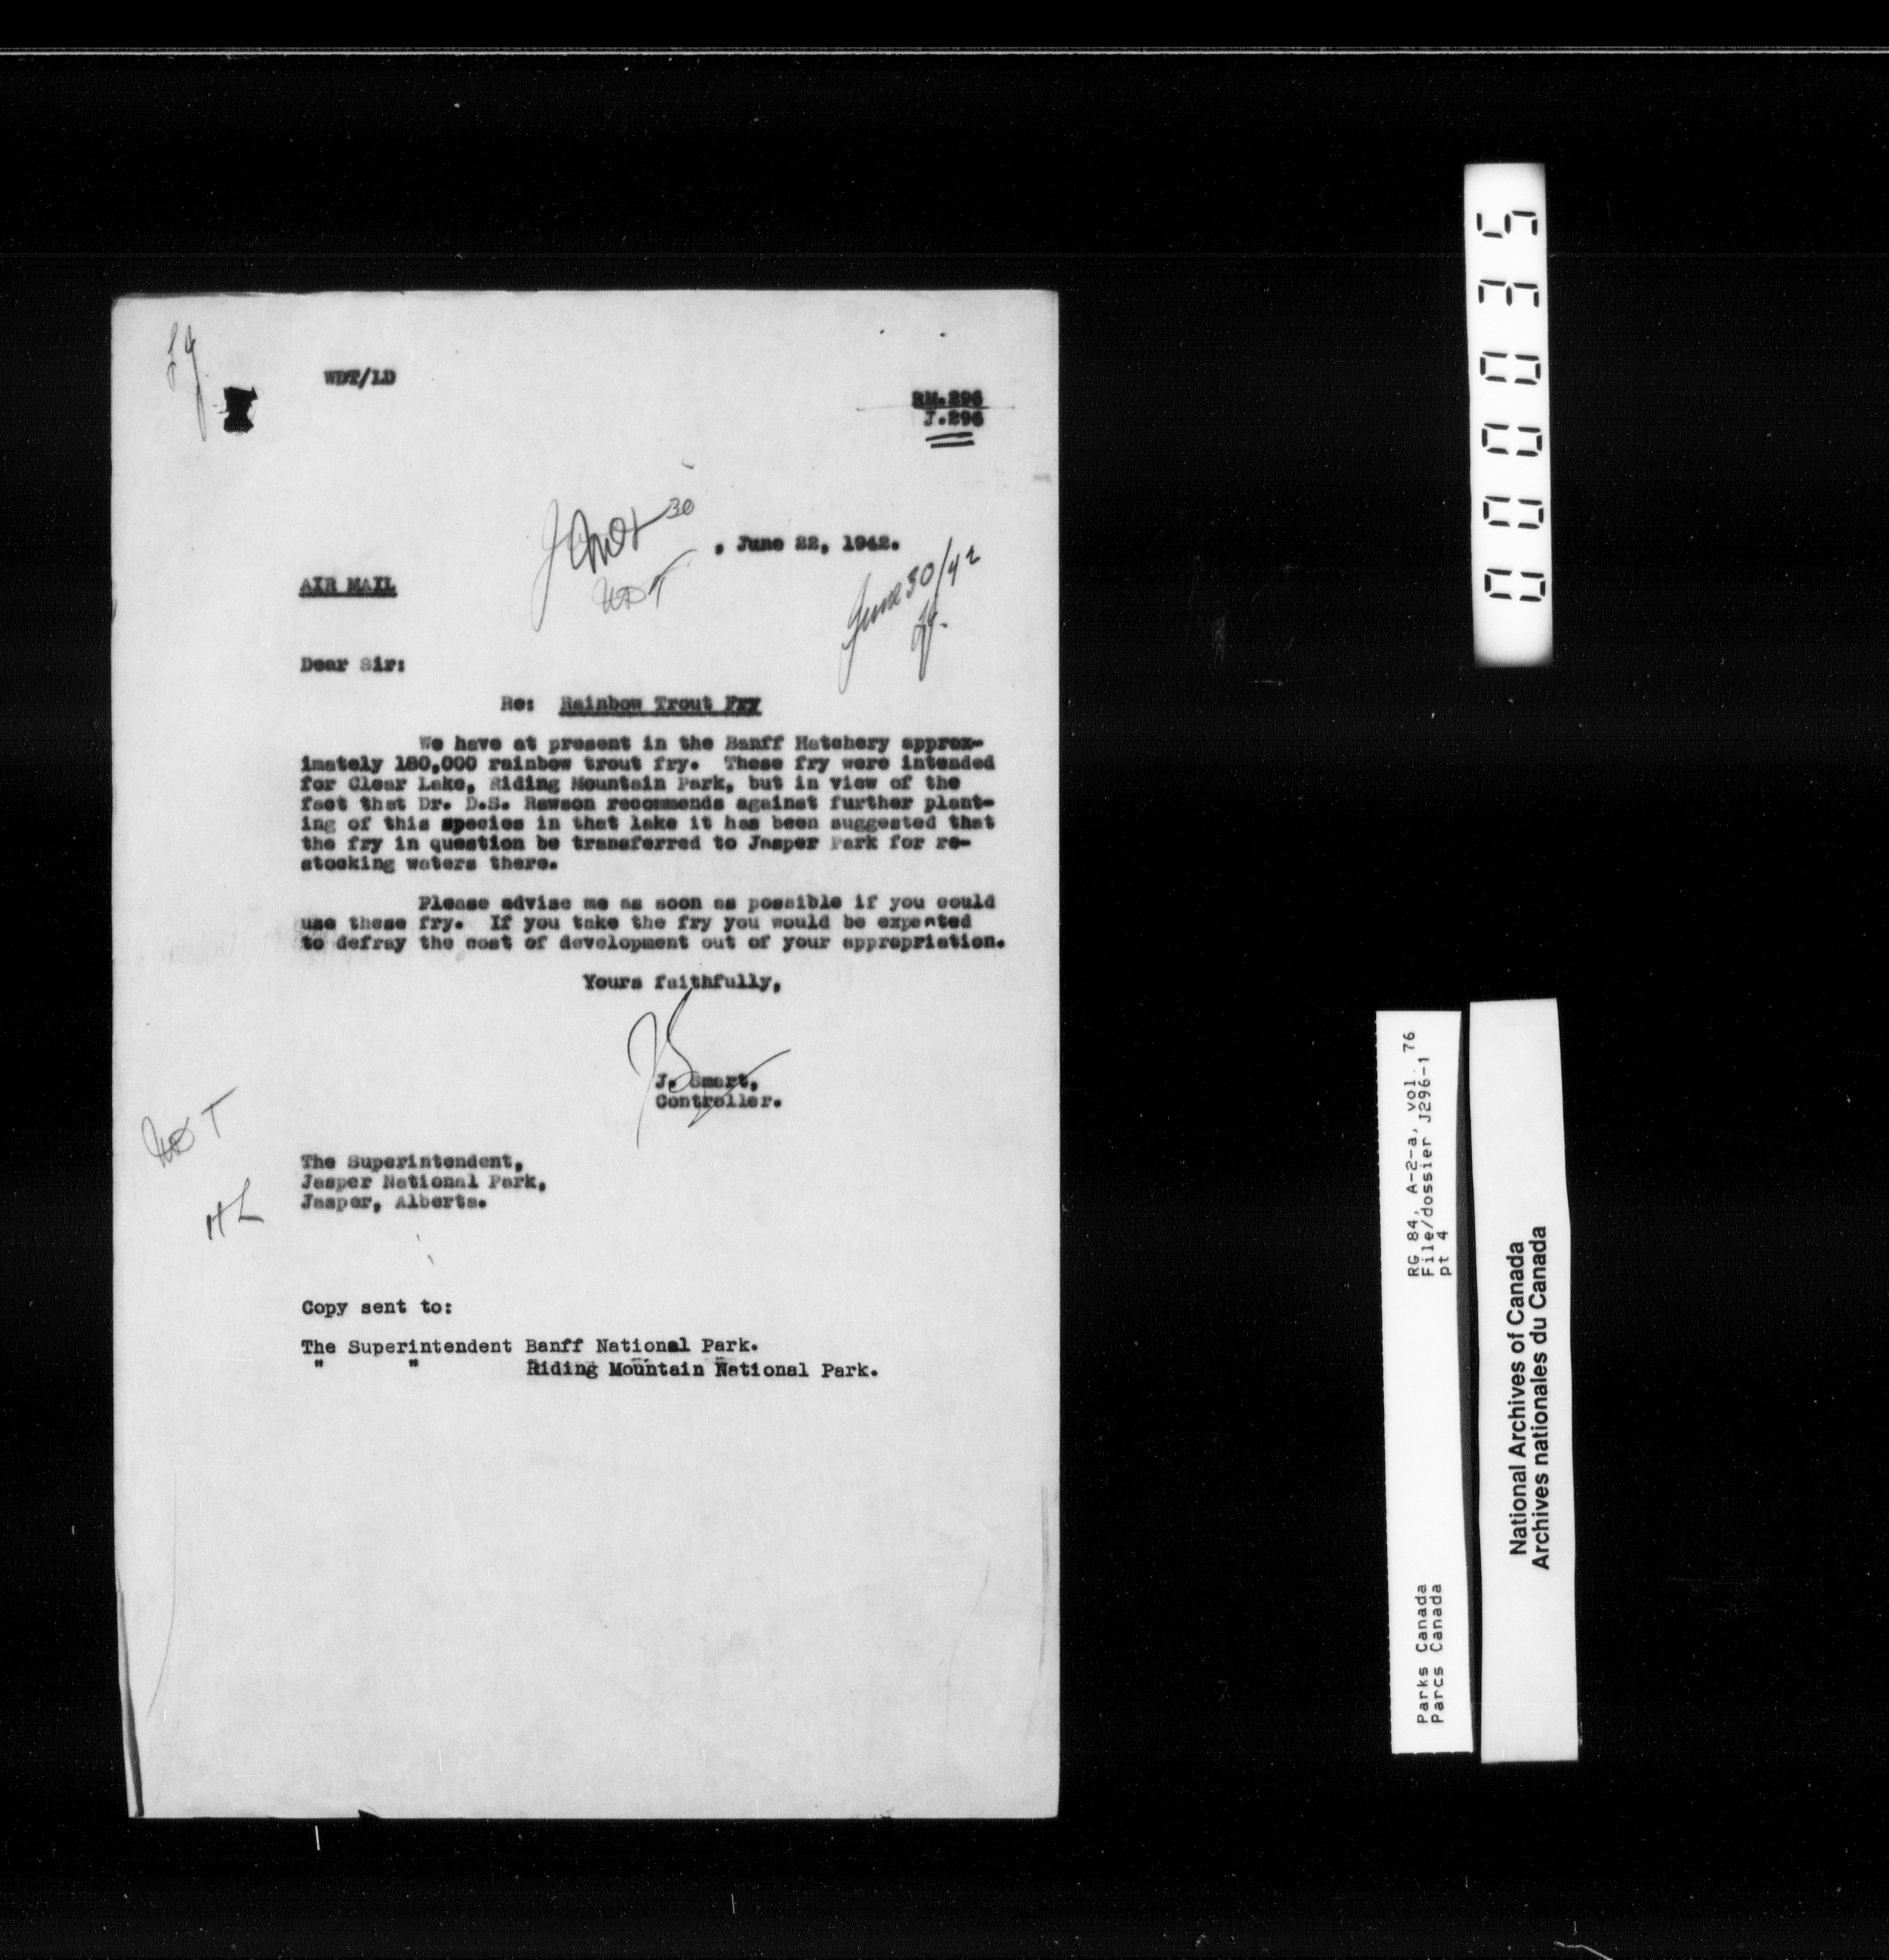 WDT/LD
RM.296
J.296
30
, June 22, 1942.
WDT
June 30/42
AIR MAIL
Dear Sir:
Re: Rainbow Trout Fry
We have at present in the Banff Hatchery approx-
imately 180,000 rainbow trout fry. These fry were intended
for Clear Lake, Riding Mountain Park, but in view of the
fact that Dr. D.S. Rawson recommends against further plant-
ing of this species in that lake it has been suggested that
the fry in question be transferred to Jasper Park for re-
stocking waters there.
Please advise me as soon as possible if you could
use these fry. If you take the fry you would be expected
to defray the cost of development out of your appropriation.
Yours faithfully,
JS
J. Smart,
Controller.
WDT
HL
The Superintendent,
Jasper National Park,
Jasper, Alberta.
Copy sent to:
The Superintendent Banff National Park.
" " Riding Mountain National Park.
000035
RG 84, A-2-a, vol. 76
File/dossier J296-1
pt 4
Parks Canada
Parcs Canada
National Archives of Canada
Archives nationales du Canada